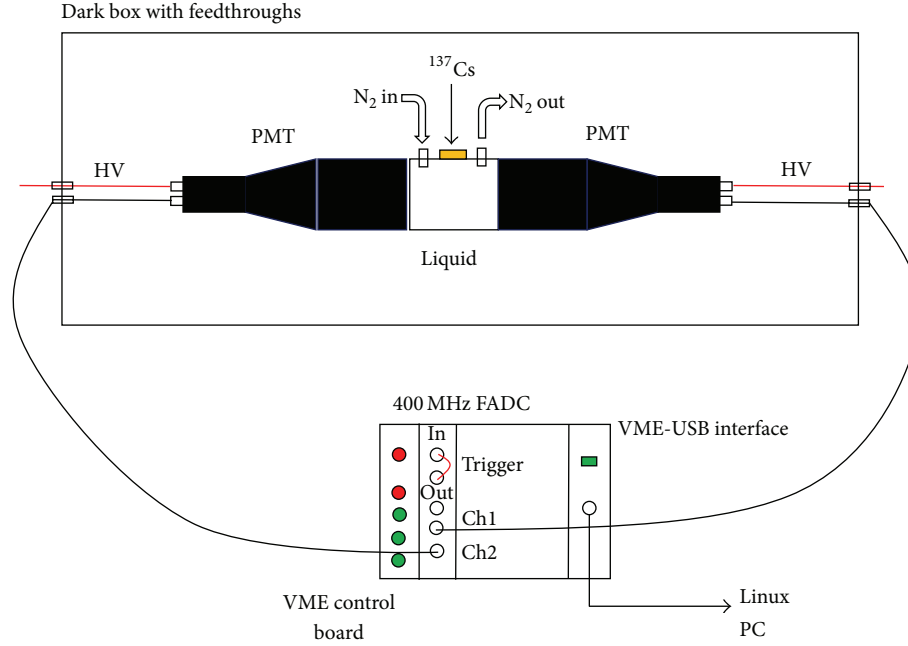 Dark box with feedthroughs
¹³⁷Cs
N₂ in
N₂ out
PMT
PMT
HV
HV
Liquid
400 MHz FADC
In
VME-USB interface
Trigger
Out
Ch1
Ch2
VME control
board
Linux
PC